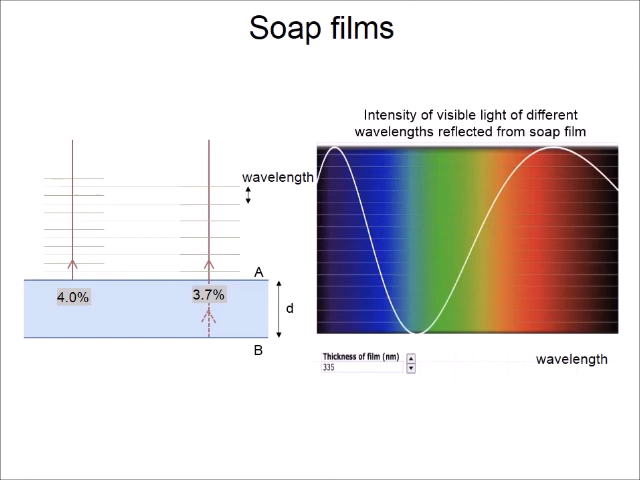 Soap films
Intensity of visible light of different
wavelengths reflected from soap film
wavelength
A
4.0%
3.7%
d
B
Thickness of film (nm)
335
wavelength